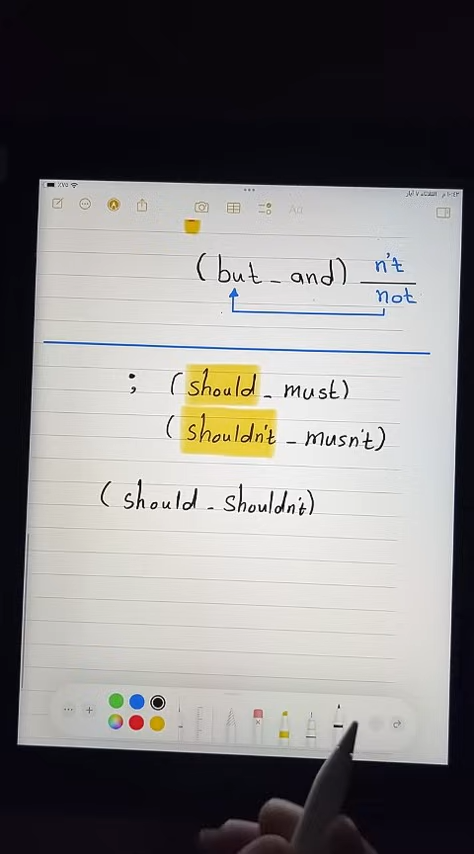 (but - and) n't
not
; (should - must)
(shouldn't - musn't)
(should - shouldn't)